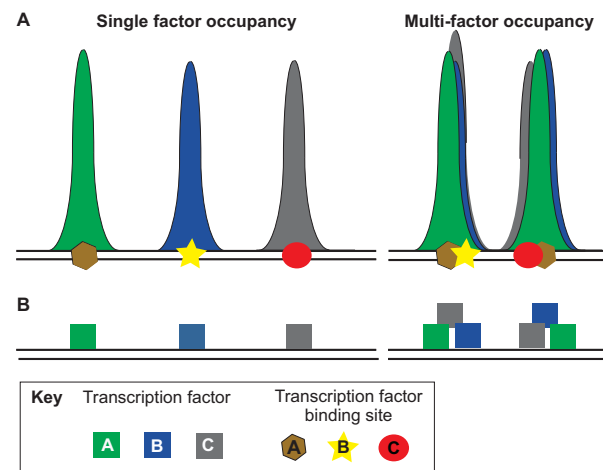 A Single factor occupancy Multi-factor occupancy
B
Key Transcription factor Transcription factor
binding site
A B C A B C